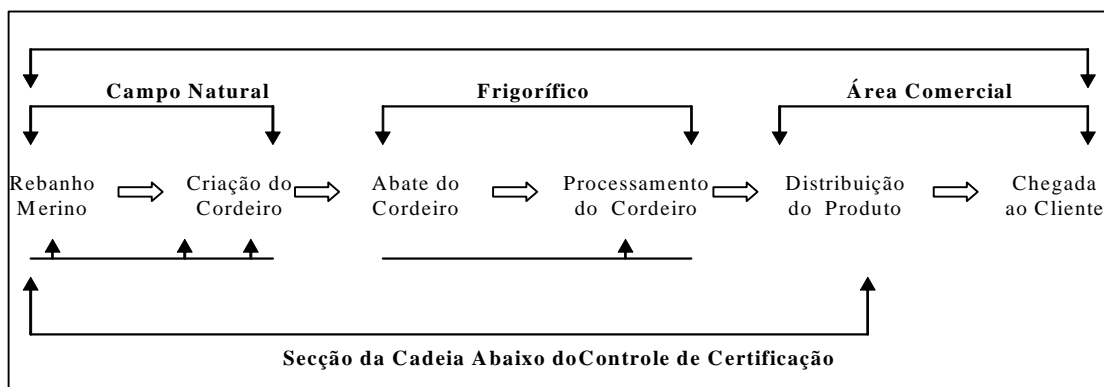 Campo Natural
Frigorífico
Área Comercial
Rebanho
Merino
Criação do
Cordeiro
Abate do
Cordeiro
Processamento
do Cordeiro
Distribuição
do Produto
Chegada
ao Cliente
Secção da Cadeia Abaixo doControle de Certificação